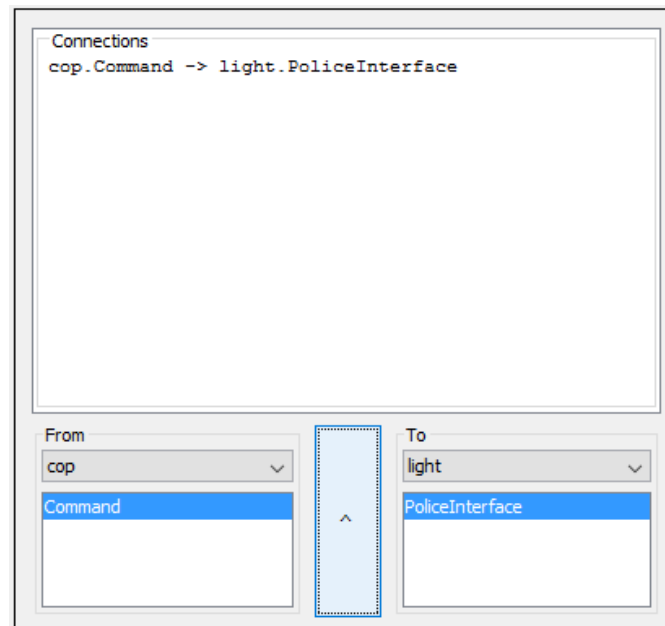 Connections
cop.Command -> light.PoliceInterface
From
cop
Command
^
To
light
PoliceInterface